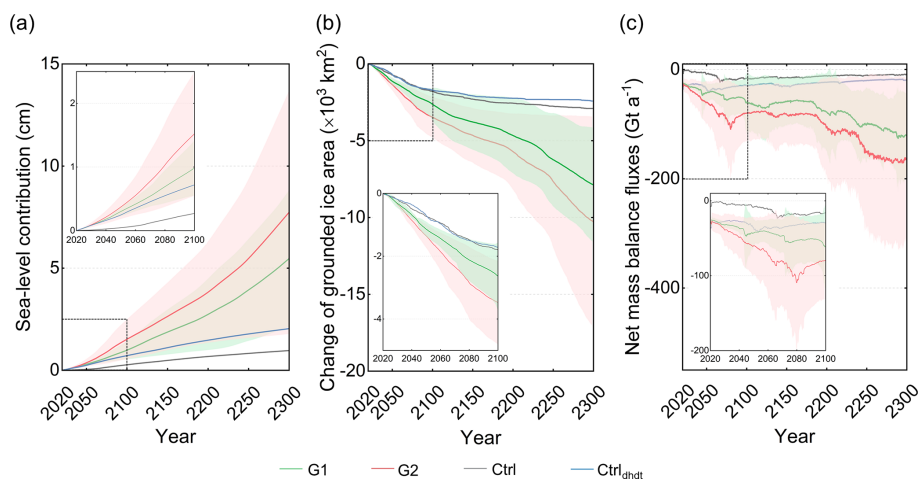 (a)
(b)
(c)
Sea-level contribution (cm)
15
10
5
0
2
1
0
2020 2040 2060 2080 2100
2020 2050 2100 2150 2200 2250 2300
Year
Change of grounded ice area (×10³ km²)
0
-5
-10
-15
-20
0
-2
-4
2020 2040 2060 2080 2100
2020 2050 2100 2150 2200 2250 2300
Year
Net mass balance fluxes (Gt a⁻¹)
0
-200
-400
0
-100
-200
2020 2040 2060 2080 2100
2020 2050 2100 2150 2200 2250 2300
Year
G1 G2 Ctrl Ctrl_dhdt